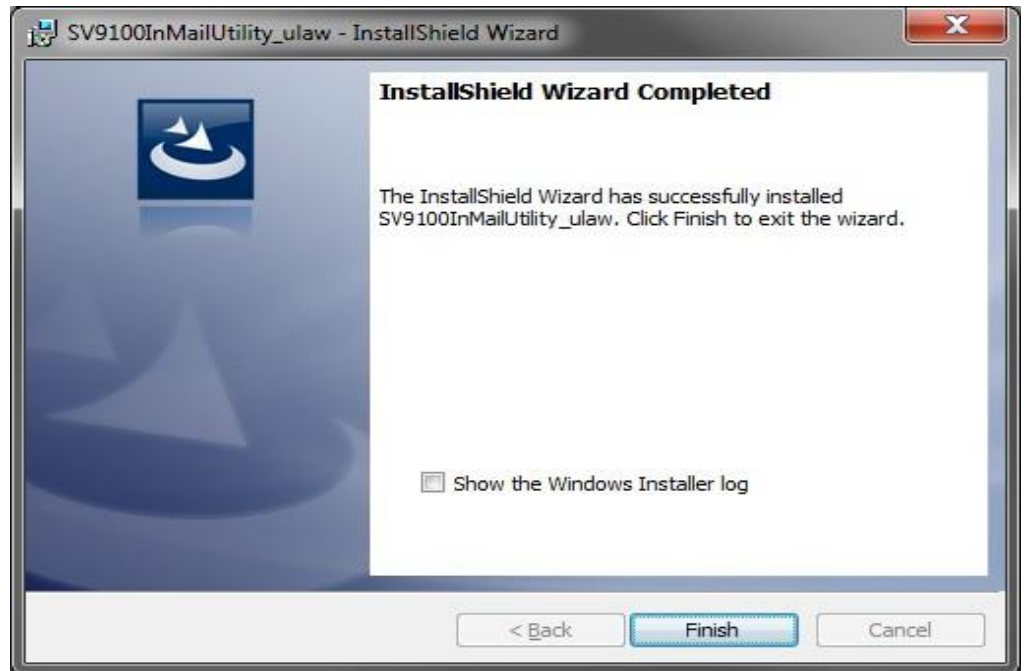 SV9100InMailUtility_ulaw - InstallShield Wizard
InstallShield Wizard Completed
The InstallShield Wizard has successfully installed
SV9100InMailUtility_ulaw. Click Finish to exit the wizard.
Show the Windows Installer log
< Back
Finish
Cancel